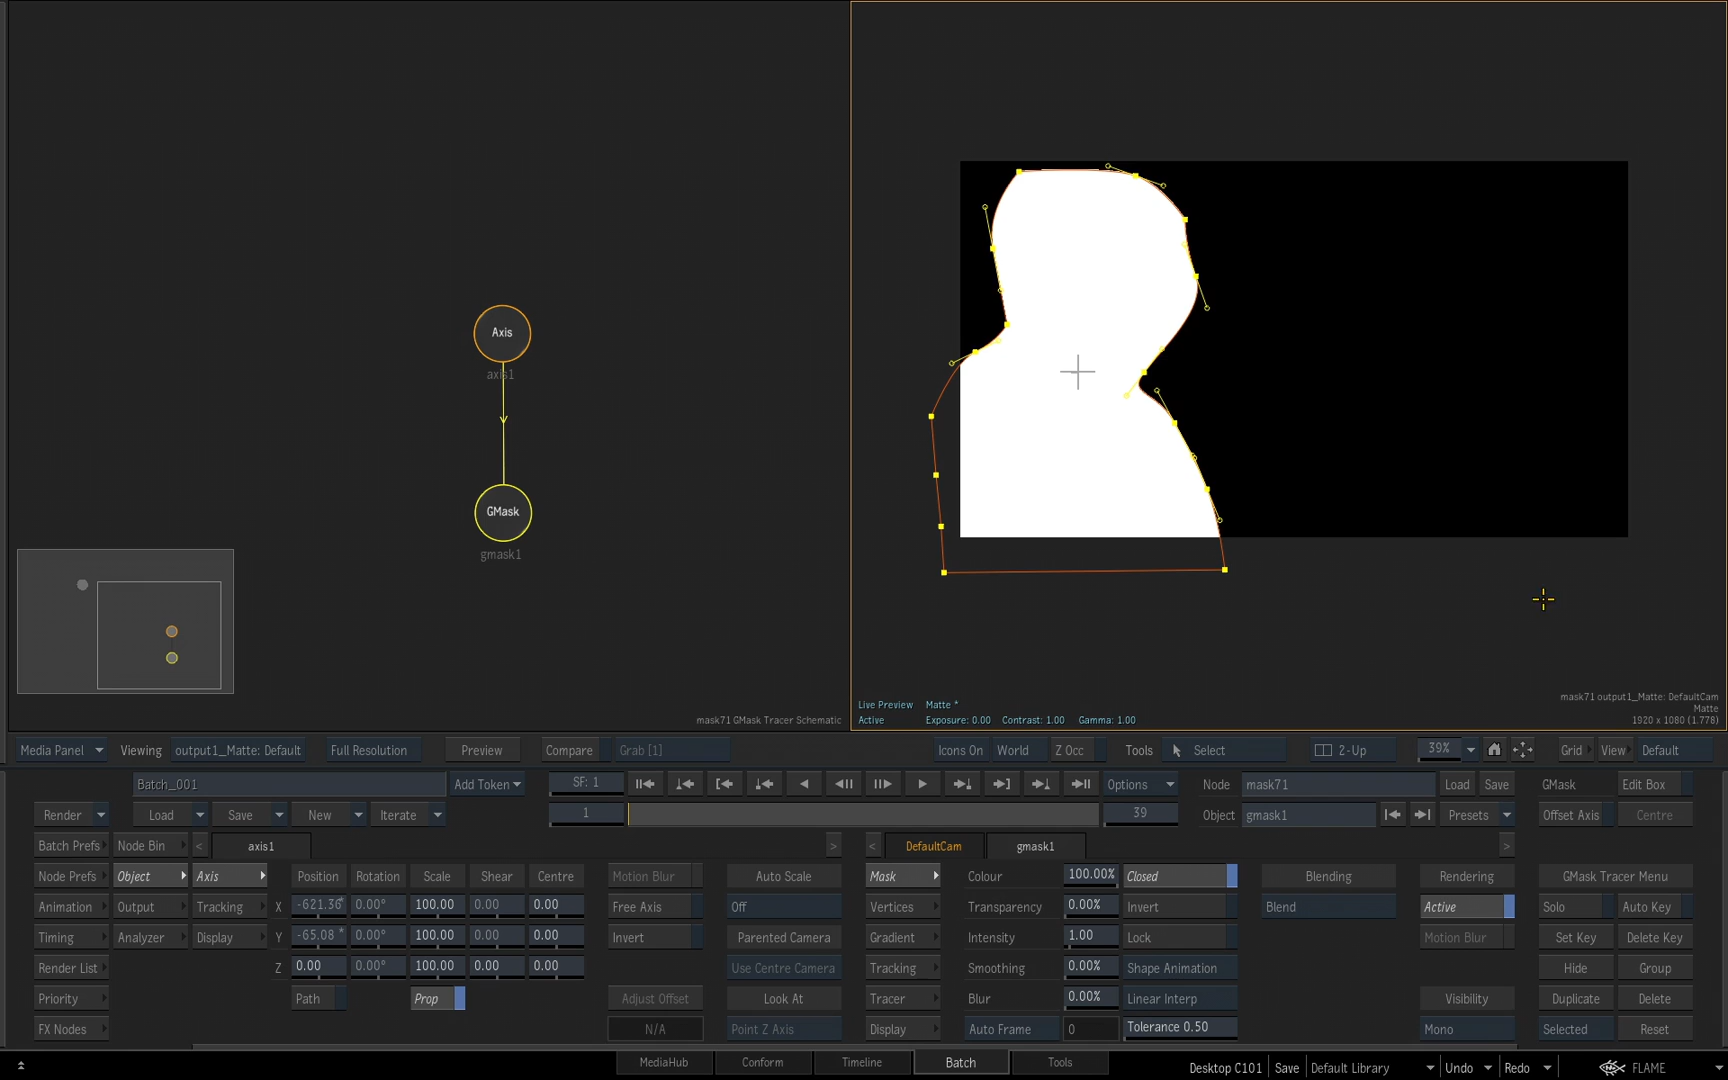 Axis
axis1
GMask
gmask1
mask71 GMask Tracer Schematic
Live Preview Matte *
Active Exposure: 0.00 Contrast: 1.00 Gamma: 1.00
mask71 output1_Matte: DefaultCam
Matte
1920 x 1080 (1.778)
Media Panel Viewing output1_Matte: Default Full Resolution Preview Compare Grab [1] Icons On World Z Occ Tools Select 2-Up 39% Grid View Default
Batch_001 Add Token SF: 1 Options Node mask71 Load Save GMask Edit Box
Render Load Save New Iterate 1 39 Object gmask1 Presets Offset Axis Centre
Batch Prefs Node Bin < axis1 > < DefaultCam gmask1 >
Node Prefs Object Axis Position Rotation Scale Shear Centre Motion Blur Auto Scale Mask Colour 100.00% Closed Blending Rendering GMask Tracer Menu
Animation Output Tracking X -621.36* 0.00° 100.00 0.00 0.00 Free Axis Off Vertices Transparency 0.00% Invert Blend Active Solo Auto Key
Timing Analyzer Display Y -65.08 * 0.00° 100.00 0.00 0.00 Invert Parented Camera Gradient Intensity 1.00 Lock Motion Blur Set Key Delete Key
Render List Z 0.00 0.00° 100.00 0.00 0.00 Use Centre Camera Tracking Smoothing 0.00% Shape Animation Hide Group
Priority Path Prop Adjust Offset Look At Tracer Blur 0.00% Linear Interp Visibility Duplicate Delete
FX Nodes N/A Point Z Axis Display Auto Frame 0 Tolerance 0.50 Mono Selected Reset
MediaHub Conform Timeline Batch Tools Desktop C101 Save Default Library Undo Redo FLAME